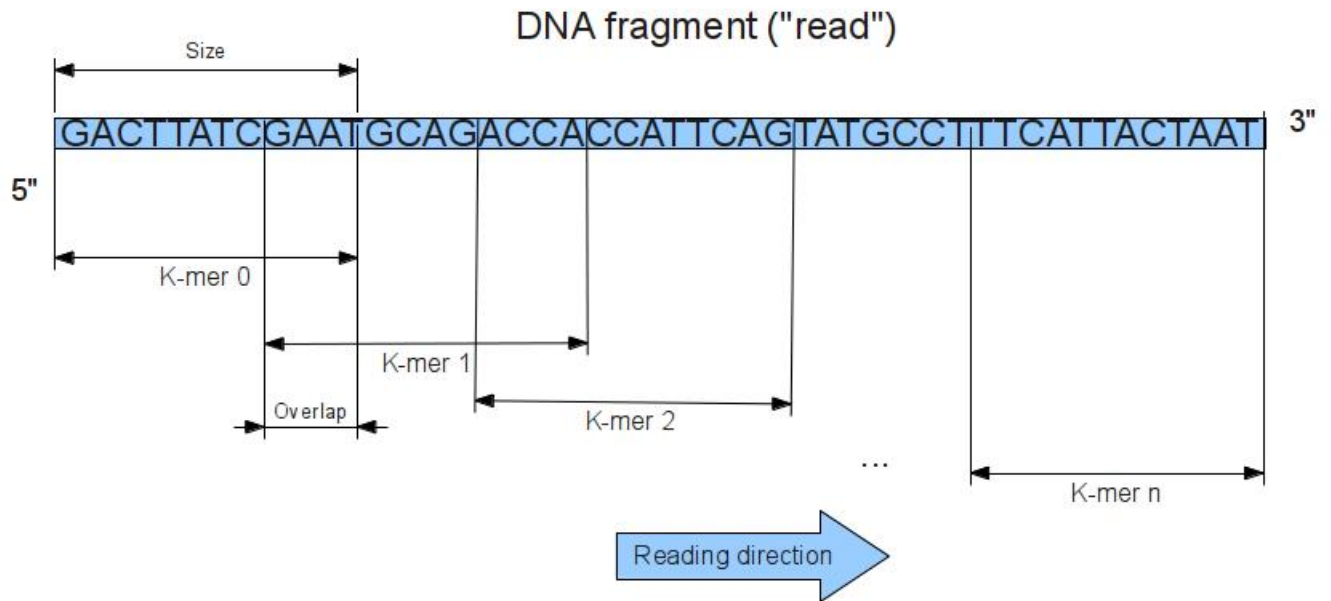 DNA fragment ("read")
Size
GACTTATCGAATGCAGACCACCATTCAGTATGCCTTTCATTACTAAT
3"
5"
K-mer 0
K-mer 1
Overlap
K-mer 2
...
K-mer n
Reading direction